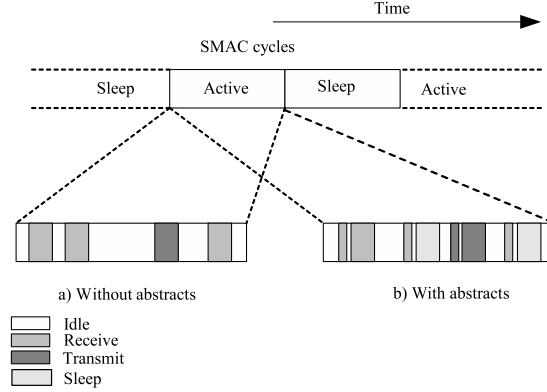 Time
SMAC cycles
Sleep
Active
Sleep
Active
a) Without abstracts
b) With abstracts
Idle
Receive
Transmit
Sleep